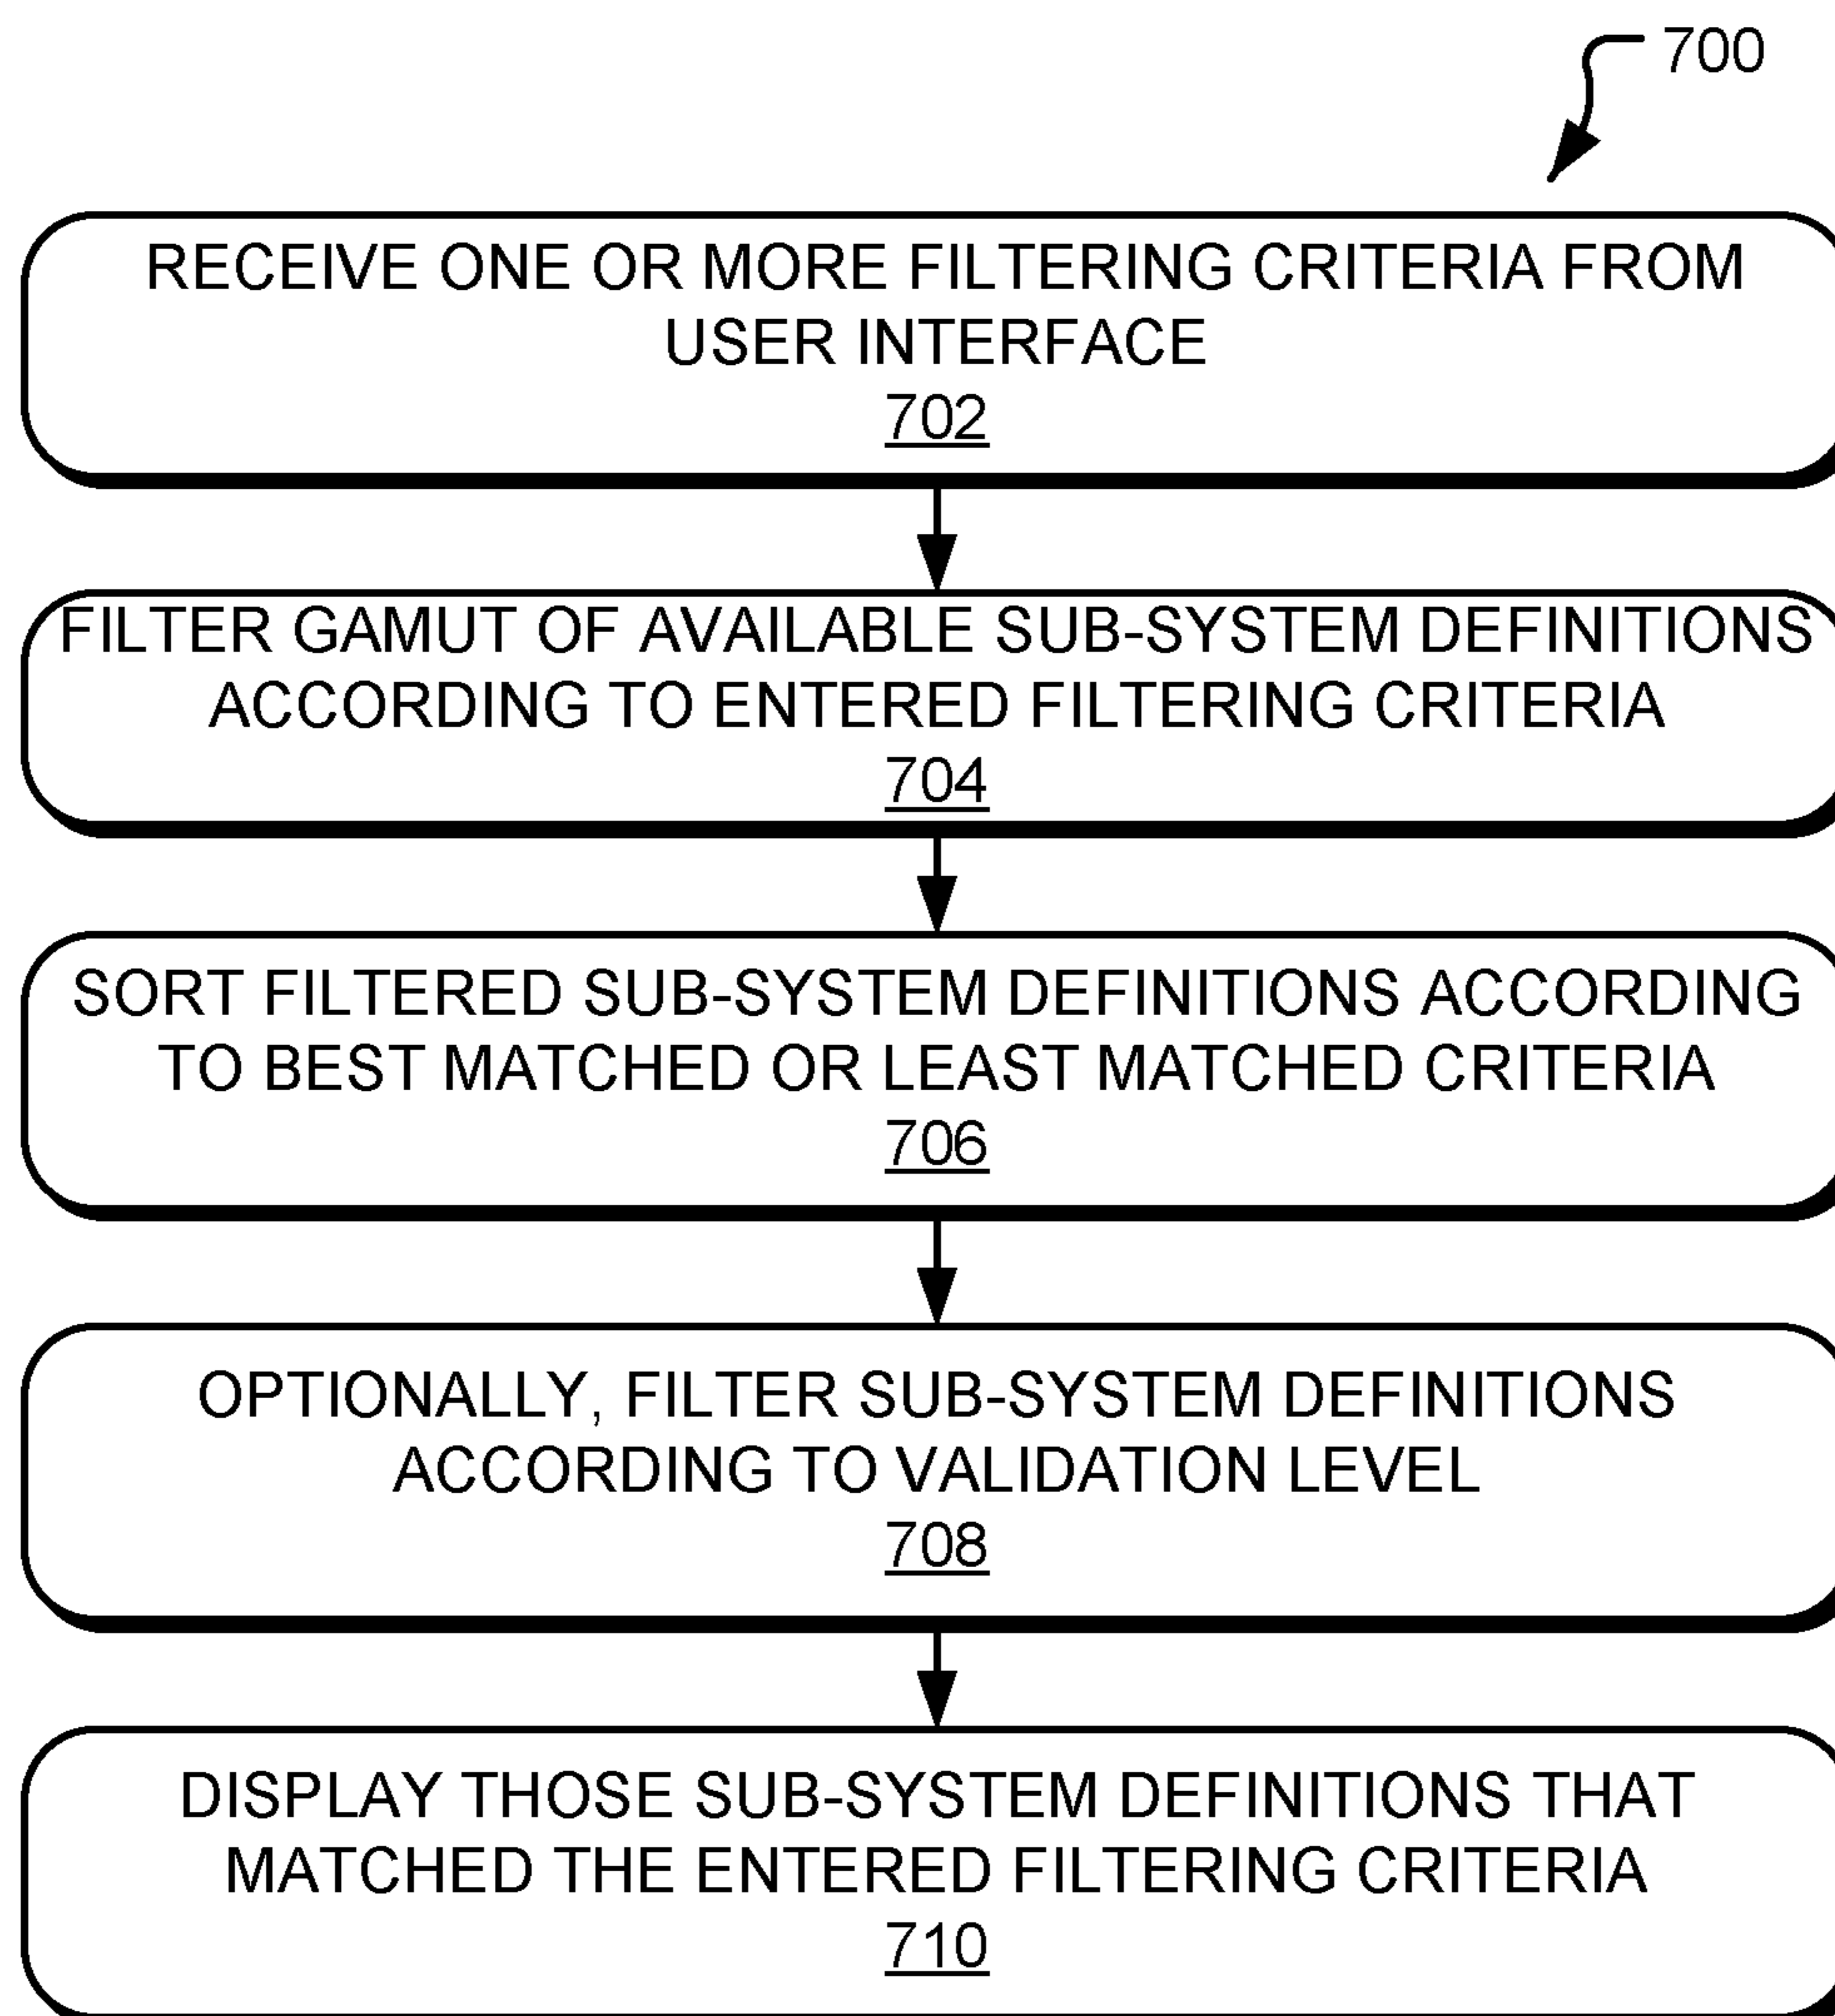 700
RECEIVE ONE OR MORE FILTERING CRITERIA FROM
USER INTERFACE
702
FILTER GAMUT OF AVAILABLE SUB-SYSTEM DEFINITIONS
ACCORDING TO ENTERED FILTERING CRITERIA
704
SORT FILTERED SUB-SYSTEM DEFINITIONS ACCORDING
TO BEST MATCHED OR LEAST MATCHED CRITERIA
706
OPTIONALLY, FILTER SUB-SYSTEM DEFINITIONS
ACCORDING TO VALIDATION LEVEL
708
DISPLAY THOSE SUB-SYSTEM DEFINITIONS THAT
MATCHED THE ENTERED FILTERING CRITERIA
710